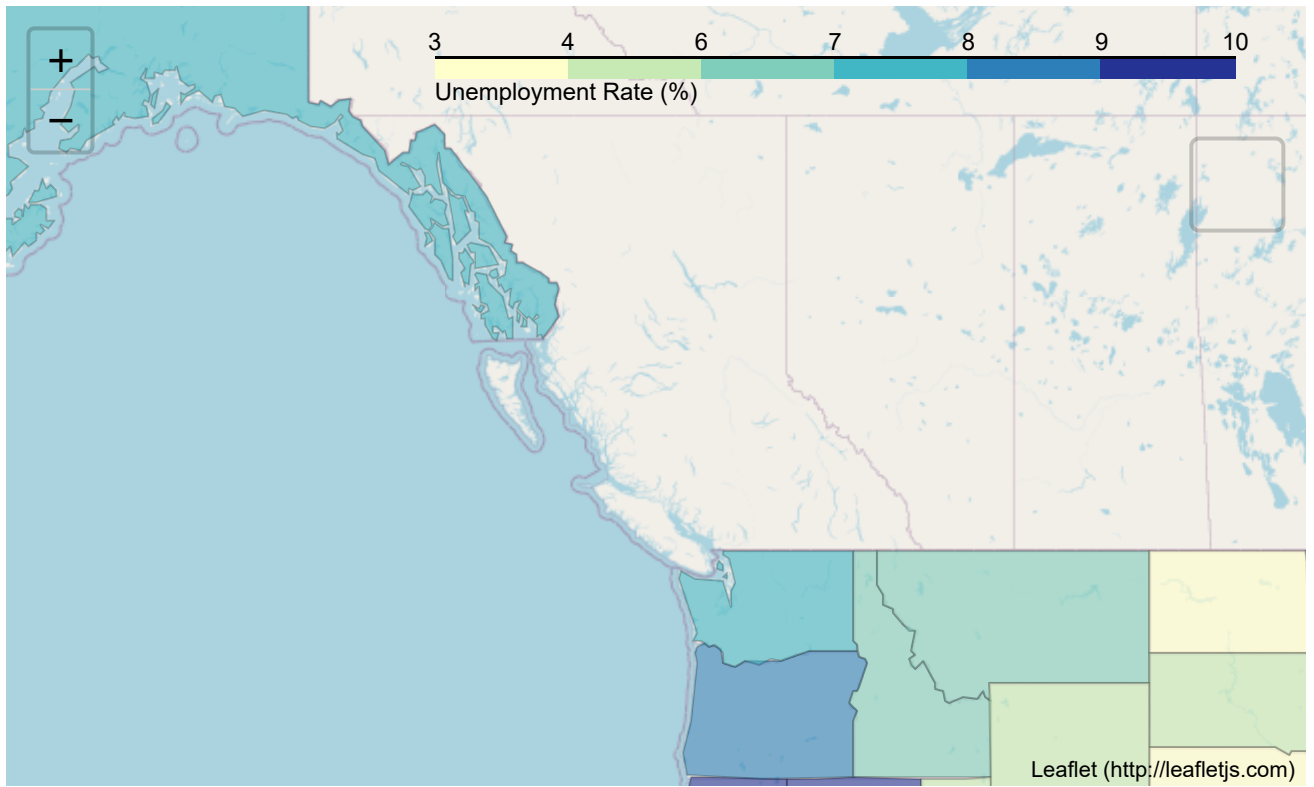 +
−
3 4 6 7 8 9 10
Unemployment Rate (%)
Leaflet (http://leafletjs.com)